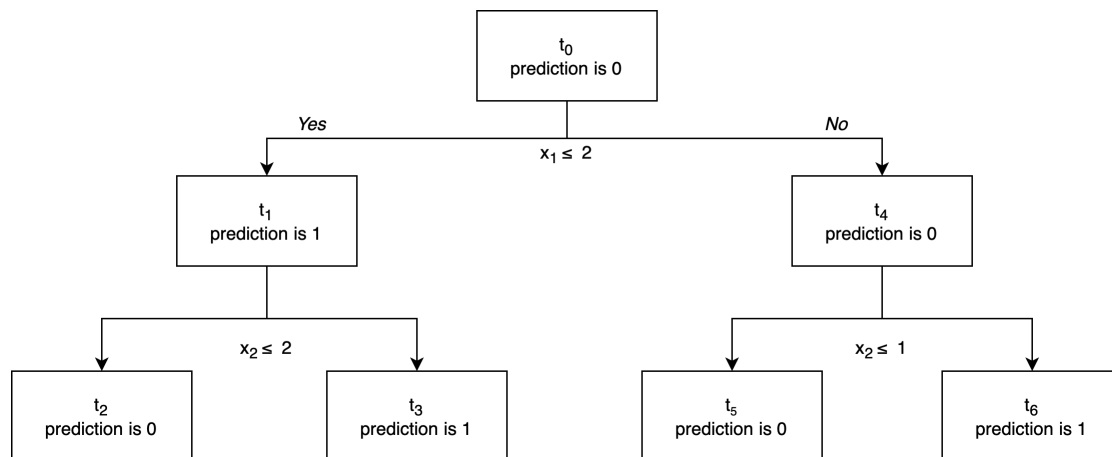 t₀
prediction is 0
Yes
No
x₁ ≤ 2
t₁
prediction is 1
t₄
prediction is 0
x₂ ≤ 2
x₂ ≤ 1
t₂
prediction is 0
t₃
prediction is 1
t₅
prediction is 0
t₆
prediction is 1